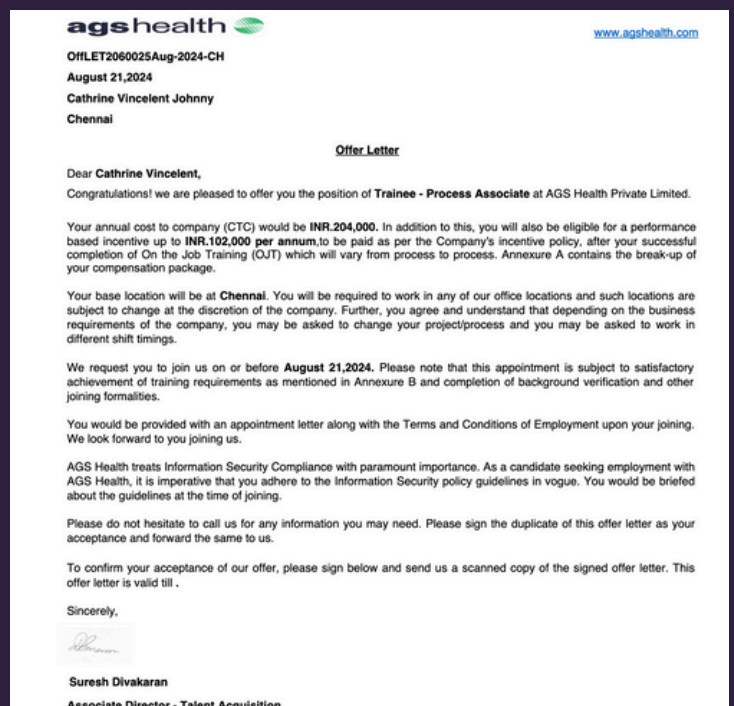 agshealth
www.agshealth.com
OffLET2060025Aug-2024-CH
August 21,2024
Cathrine Vincelent Johnny
Chennai
Offer Letter
Dear Cathrine Vincelent,
Congratulations! we are pleased to offer you the position of Trainee - Process Associate at AGS Health Private Limited.
Your annual cost to company (CTC) would be INR.204,000. In addition to this, you will also be eligible for a performance
based incentive up to INR.102,000 per annum,to be paid as per the Company's incentive policy, after your successful
completion of On the Job Training (OJT) which will vary from process to process. Annexure A contains the break-up of
your compensation package.
Your base location will be at Chennai. You will be required to work in any of our office locations and such locations are
subject to change at the discretion of the company. Further, you agree and understand that depending on the business
requirements of the company, you may be asked to change your project/process and you may be asked to work in
different shift timings.
We request you to join us on or before August 21,2024. Please note that this appointment is subject to satisfactory
achievement of training requirements as mentioned in Annexure B and completion of background verification and other
joining formalities.
You would be provided with an appointment letter along with the Terms and Conditions of Employment upon your joining.
We look forward to you joining us.
AGS Health treats Information Security Compliance with paramount importance. As a candidate seeking employment with
AGS Health, it is imperative that you adhere to the Information Security policy guidelines in vogue. You would be briefed
about the guidelines at the time of joining.
Please do not hesitate to call us for any information you may need. Please sign the duplicate of this offer letter as your
acceptance and forward the same to us.
To confirm your acceptance of our offer, please sign below and send us a scanned copy of the signed offer letter. This
offer letter is valid till .
Sincerely,
Suresh Divakaran
Associate Director - Talent Acquisition